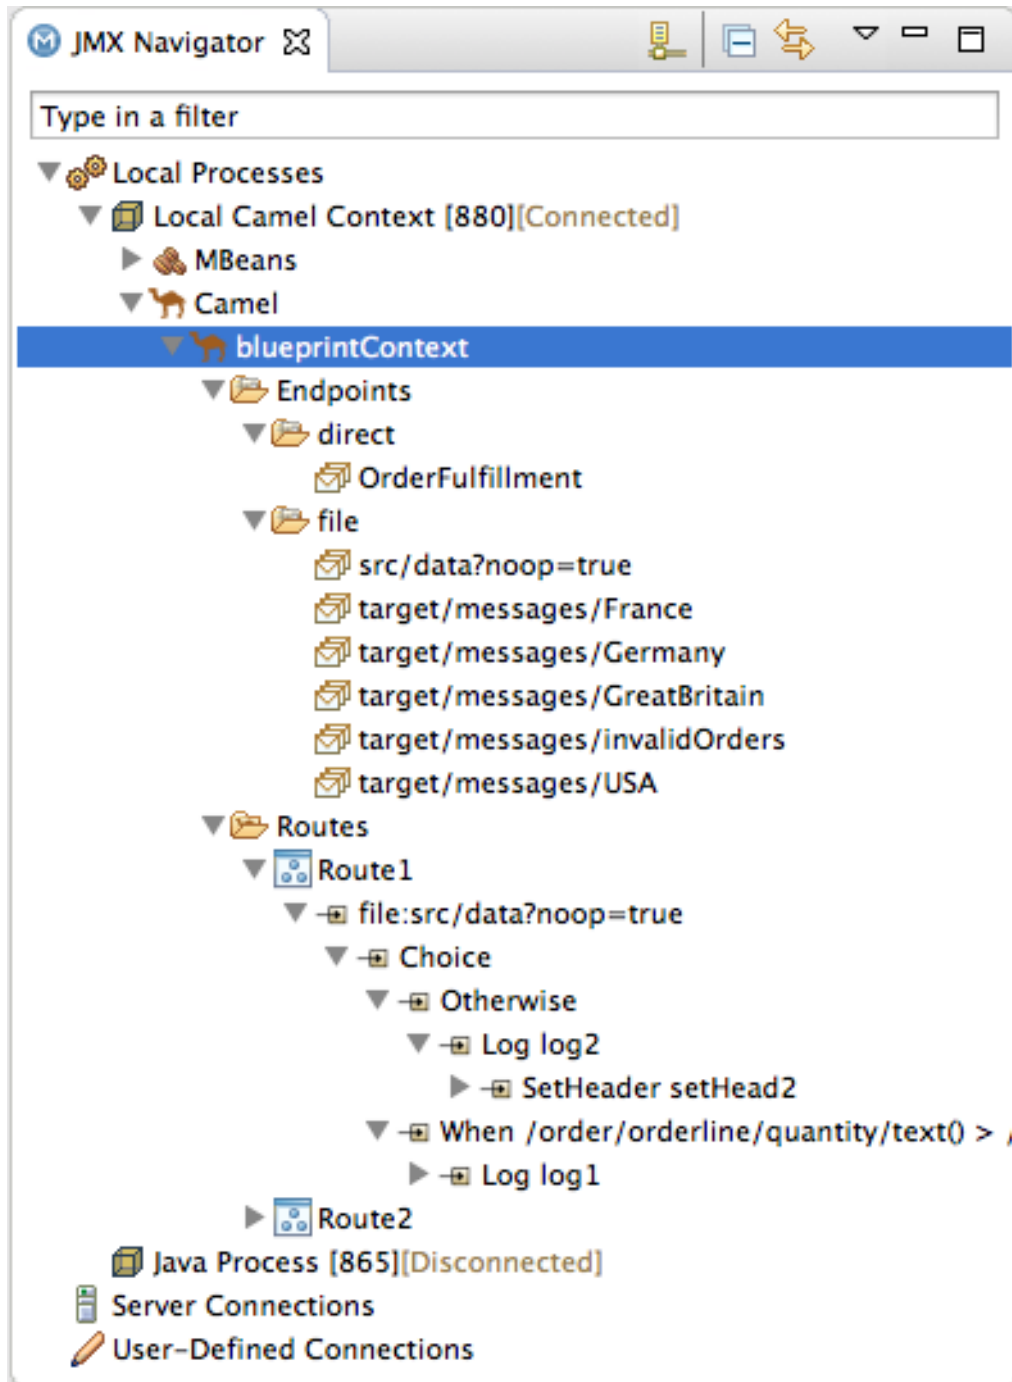 JMX Navigator
Type in a filter
Local Processes
Local Camel Context [880][Connected]
MBeans
Camel
blueprintContext
Endpoints
direct
OrderFulfillment
file
src/data?noop=true
target/messages/France
target/messages/Germany
target/messages/GreatBritain
target/messages/invalidOrders
target/messages/USA
Routes
Route1
file:src/data?noop=true
Choice
Otherwise
Log log2
SetHeader setHead2
When /order/orderline/quantity/text() > /
Log log1
Route2
Java Process [865][Disconnected]
Server Connections
User-Defined Connections